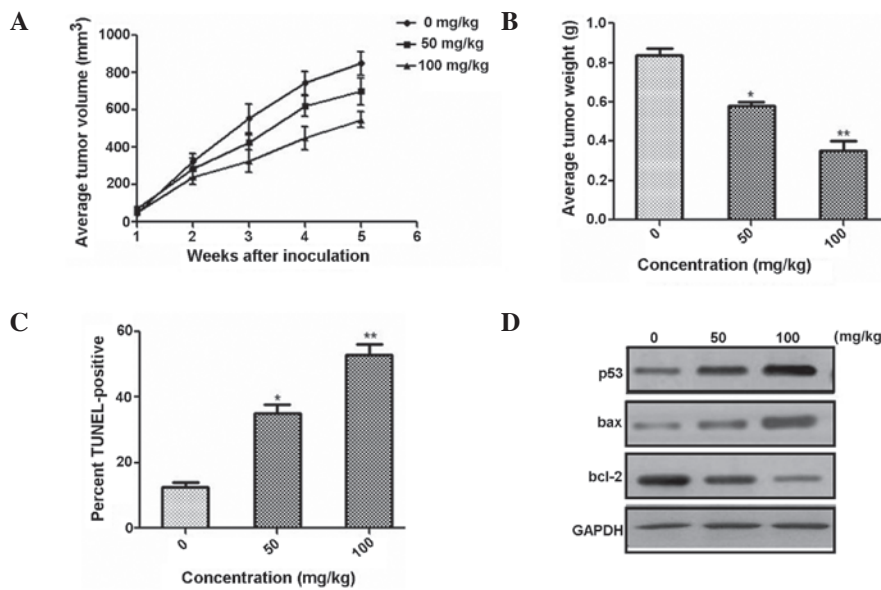 A
0 mg/kg
50 mg/kg
100 mg/kg
Average tumor volume (mm³)
1000
800
600
400
200
0
1 2 3 4 5 6
Weeks after inoculation
B
Average tumor weight (g)
1.0
0.8
0.6
0.4
0.2
0.0
*
**
0 50 100
Concentration (mg/kg)
C
Percent TUNEL-positive
60
40
20
0
*
**
0 50 100
Concentration (mg/kg)
D
0 50 100 (mg/kg
p53
bax
bcl-2
GAPDH